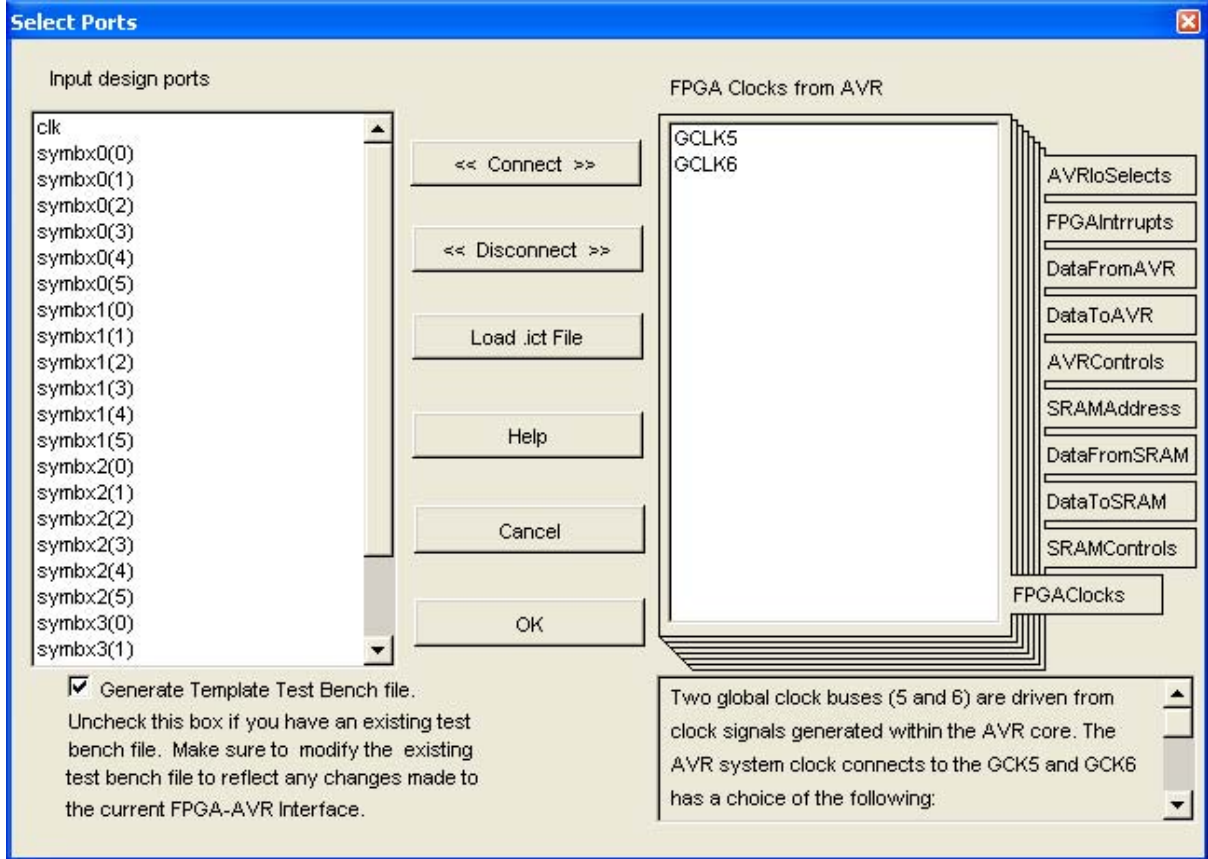 Select Ports
Input design ports
clk
symbx0(0)
symbx0(1)
symbx0(2)
symbx0(3)
symbx0(4)
symbx0(5)
symbx1(0)
symbx1(1)
symbx1(2)
symbx1(3)
symbx1(4)
symbx1(5)
symbx2(0)
symbx2(1)
symbx2(2)
symbx2(3)
symbx2(4)
symbx2(5)
symbx3(0)
symbx3(1)
Generate Template Test Bench file.
Uncheck this box if you have an existing test
bench file. Make sure to modify the existing
test bench file to reflect any changes made to
the current FPGA-AVR Interface.
<< Connect >>
<< Disconnect >>
Load .ict File
Help
Cancel
OK
FPGA Clocks from AVR
GCLK5
GCLK6
AVRIoSelects
FPGAIntrrupts
DataFromAVR
DataToAVR
AVRControls
SRAMAddress
DataFromSRAM
DataToSRAM
SRAMControls
FPGAClocks
Two global clock buses (5 and 6) are driven from
clock signals generated within the AVR core. The
AVR system clock connects to the GCK5 and GCK6
has a choice of the following: